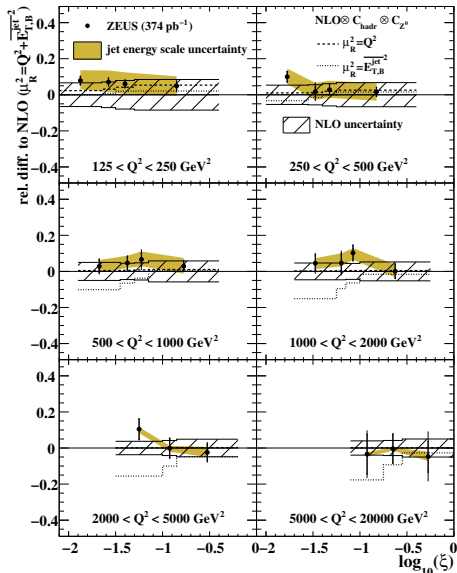 rel. diff. to NLO (μ_R²=Q²+E_{T,B}^{jet}²)
ZEUS (374 pb⁻¹)
jet energy scale uncertainty
NLO⊗ C_hadr ⊗ C_Z⁰
μ_R²=Q²
μ_R²=E_{T,B}^{jet}²
NLO uncertainty
0.4
0.2
0
-0.2
-0.4
125 < Q² < 250 GeV²
250 < Q² < 500 GeV²
0.4
0.2
0
-0.2
-0.4
500 < Q² < 1000 GeV²
1000 < Q² < 2000 GeV²
0.4
0.2
0
-0.2
-0.4
2000 < Q² < 5000 GeV²
5000 < Q² < 20000 GeV²
-2 -1.5 -1 -0.5 0
-2 -1.5 -1 -0.5 0
log₁₀(ξ)